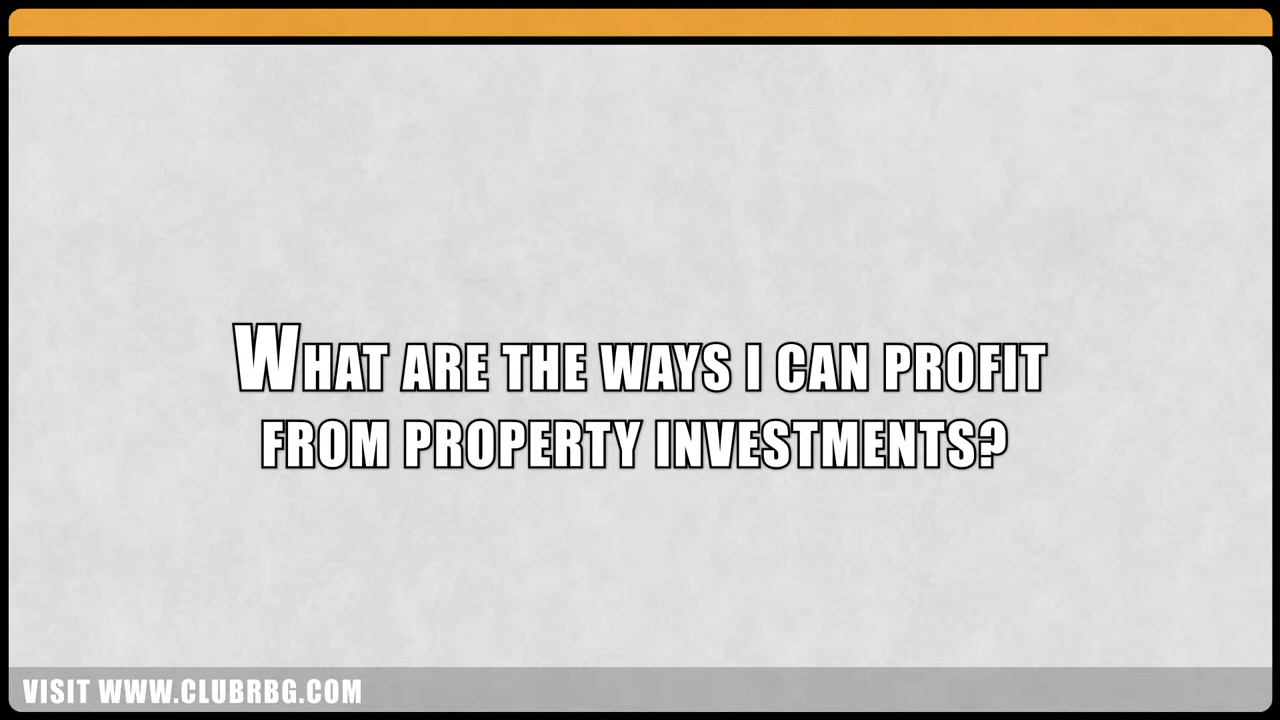 What are the ways i can profit
from property investments?
VISIT WWW.CLUBRBG.COM